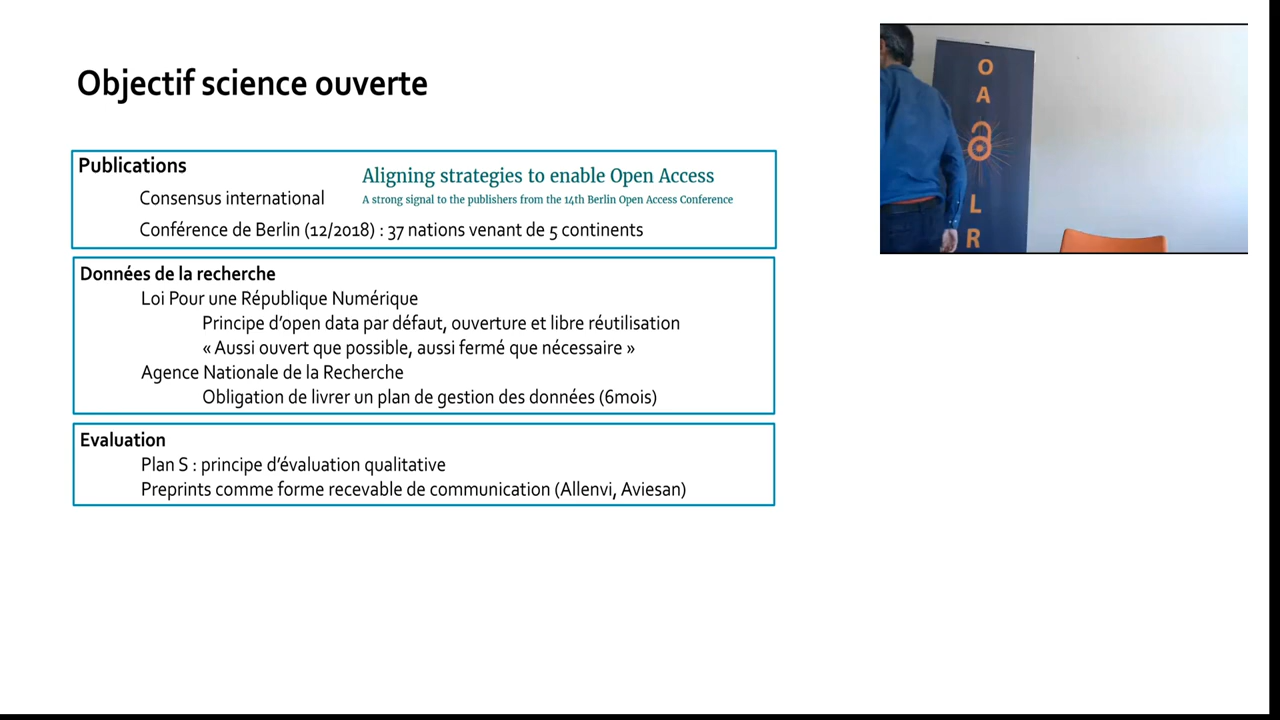 Objectif science ouverte
Publications
Aligning strategies to enable Open Access
Consensus international
A strong signal to the publishers from the 14th Berlin Open Access Conference
Conférence de Berlin (12/2018) : 37 nations venant de 5 continents
Données de la recherche
Loi Pour une République Numérique
Principe d'open data par défaut, ouverture et libre réutilisation
« Aussi ouvert que possible, aussi fermé que nécessaire »
Agence Nationale de la Recherche
Obligation de livrer un plan de gestion des données (6mois)
Evaluation
Plan S : principe d'évaluation qualitative
Preprints comme forme recevable de communication (Allenvi, Aviesan)
O
A
L
R